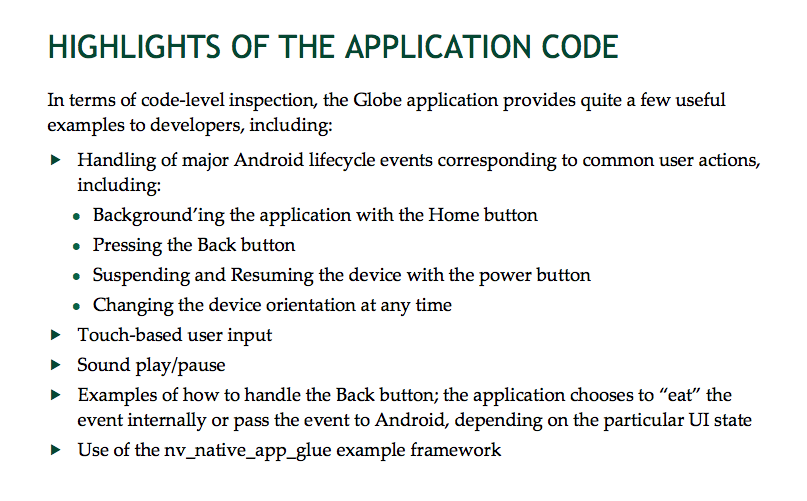 HIGHLIGHTS OF THE APPLICATION CODE
In terms of code-level inspection, the Globe application provides quite a few useful
examples to developers, including:
Handling of major Android lifecycle events corresponding to common user actions,
including:
Background’ing the application with the Home button
Pressing the Back button
Suspending and Resuming the device with the power button
Changing the device orientation at any time
Touch-based user input
Sound play/pause
Examples of how to handle the Back button; the application chooses to “eat” the
event internally or pass the event to Android, depending on the particular UI state
Use of the nv_native_app_glue example framework